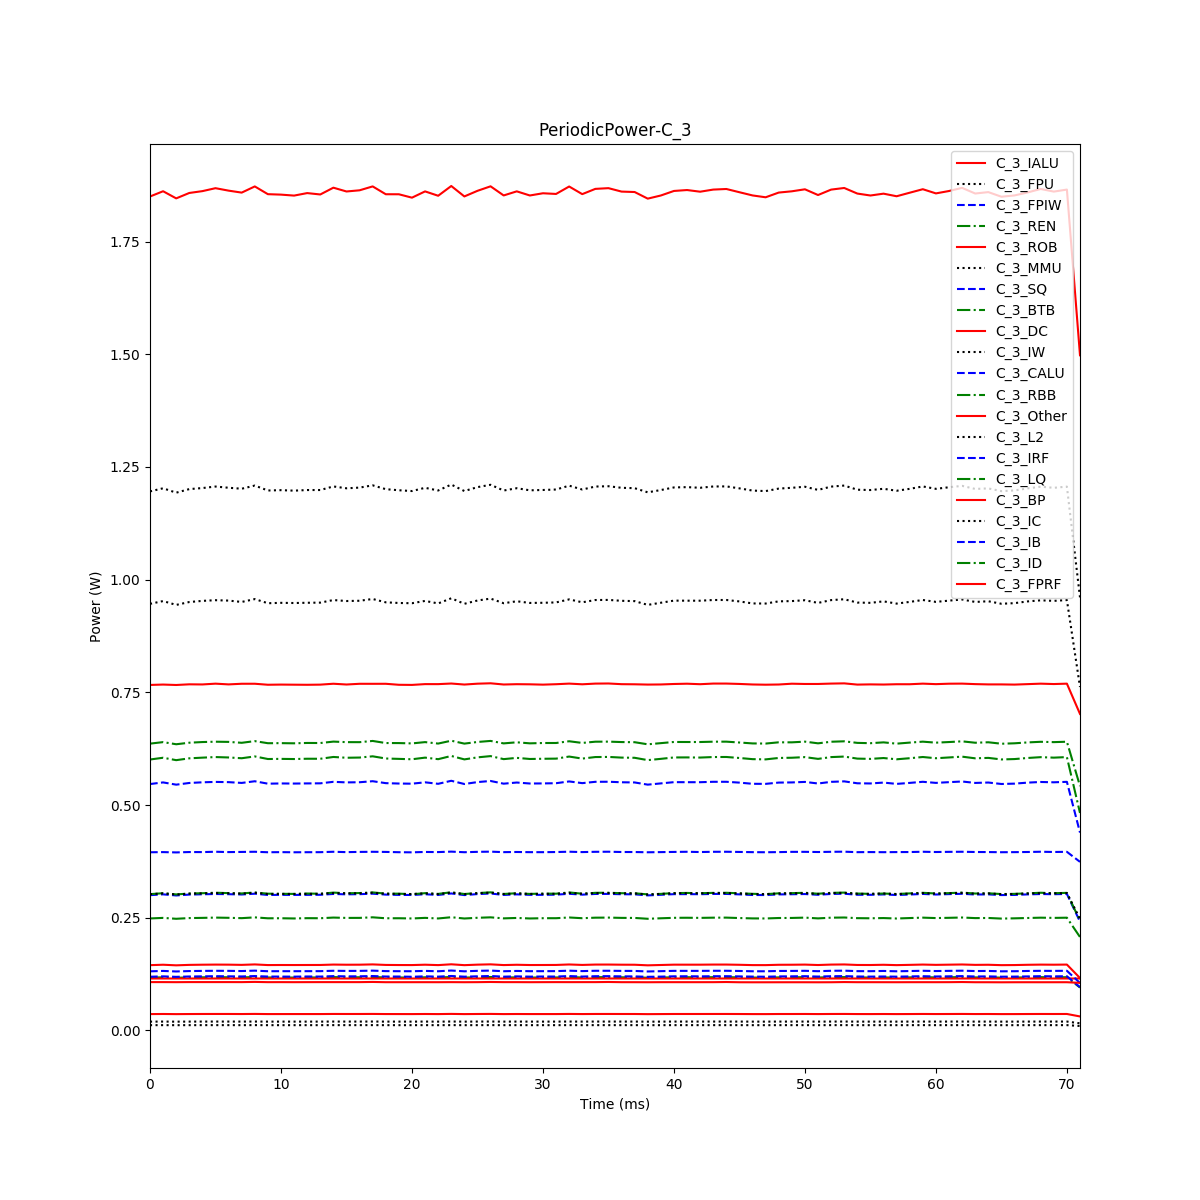 PeriodicPower-C_3
C_3_IALU
C_3_FPU
C_3_FPIW
C_3_REN
C_3_ROB
C_3_MMU
C_3_SQ
C_3_BTB
C_3_DC
C_3_IW
C_3_CALU
C_3_RBB
C_3_Other
C_3_L2
C_3_IRF
C_3_LQ
C_3_BP
C_3_IC
C_3_IB
C_3_ID
C_3_FPRF
1.75
1.50
1.25
1.00
0.75
0.50
0.25
0.00
Power (W)
0 10 20 30 40 50 60 70
Time (ms)